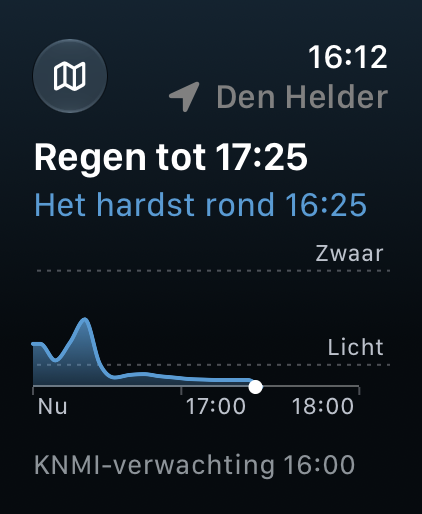 16:12
Den Helder
Regen tot 17:25
Het hardst rond 16:25
Zwaar
Licht
Nu 17:00 18:00
KNMI-verwachting 16:00